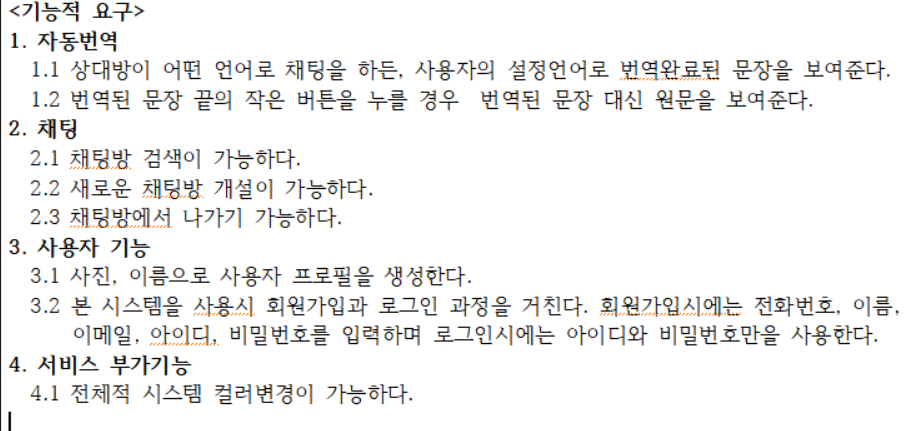 <기능적 요구>
1. 자동번역
1.1 상대방이 어떤 언어로 채팅을 하든, 사용자의 설정언어로 번역완료된 문장을 보여준다.
1.2 번역된 문장 끝의 작은 버튼을 누를 경우  번역된 문장 대신 원문을 보여준다.
2. 채팅
2.1 채팅방 검색이 가능하다.
2.2 새로운 채팅방 개설이 가능하다.
2.3 채팅방에서 나가기 가능하다.
3. 사용자 기능
3.1 사진, 이름으로 사용자 프로필을 생성한다.
3.2 본 시스템을 사용시 회원가입과 로그인 과정을 거친다. 회원가입시에는 전화번호, 이름,
이메일, 아이디, 비밀번호를 입력하며 로그인시에는 아이디와 비밀번호만을 사용한다.
4. 서비스 부가기능
4.1 전체적 시스템 컬러변경이 가능하다.